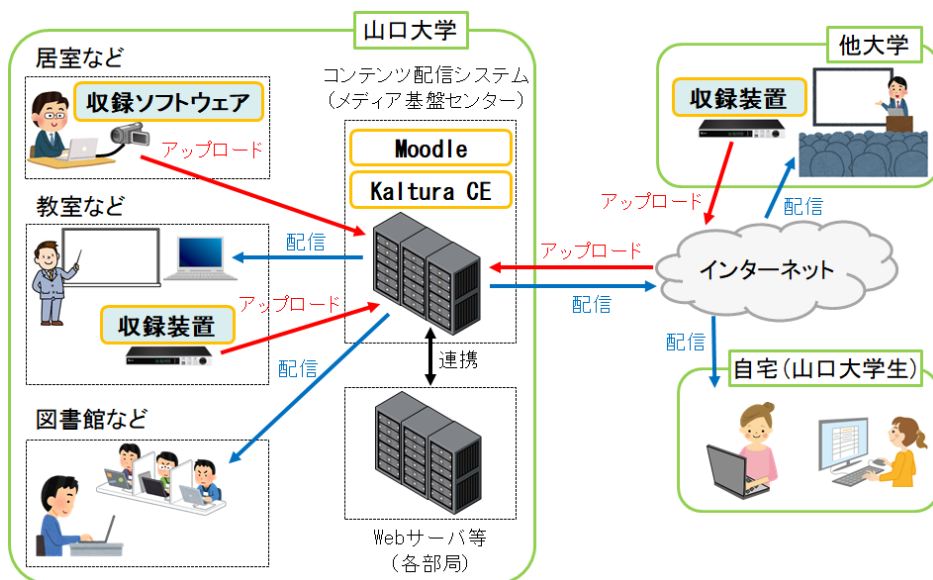 山口大学
居室など
収録ソフトウェア
アップロード
教室など
配信
アップロード
収録装置
配信
図書館など
コンテンツ配信システム
(メディア基盤センター)
Moodle
Kaltura CE
連携
Webサーバ等
(各部局)
アップロード
配信
他大学
収録装置
アップロード
配信
インターネット
配信
自宅(山口大学生)